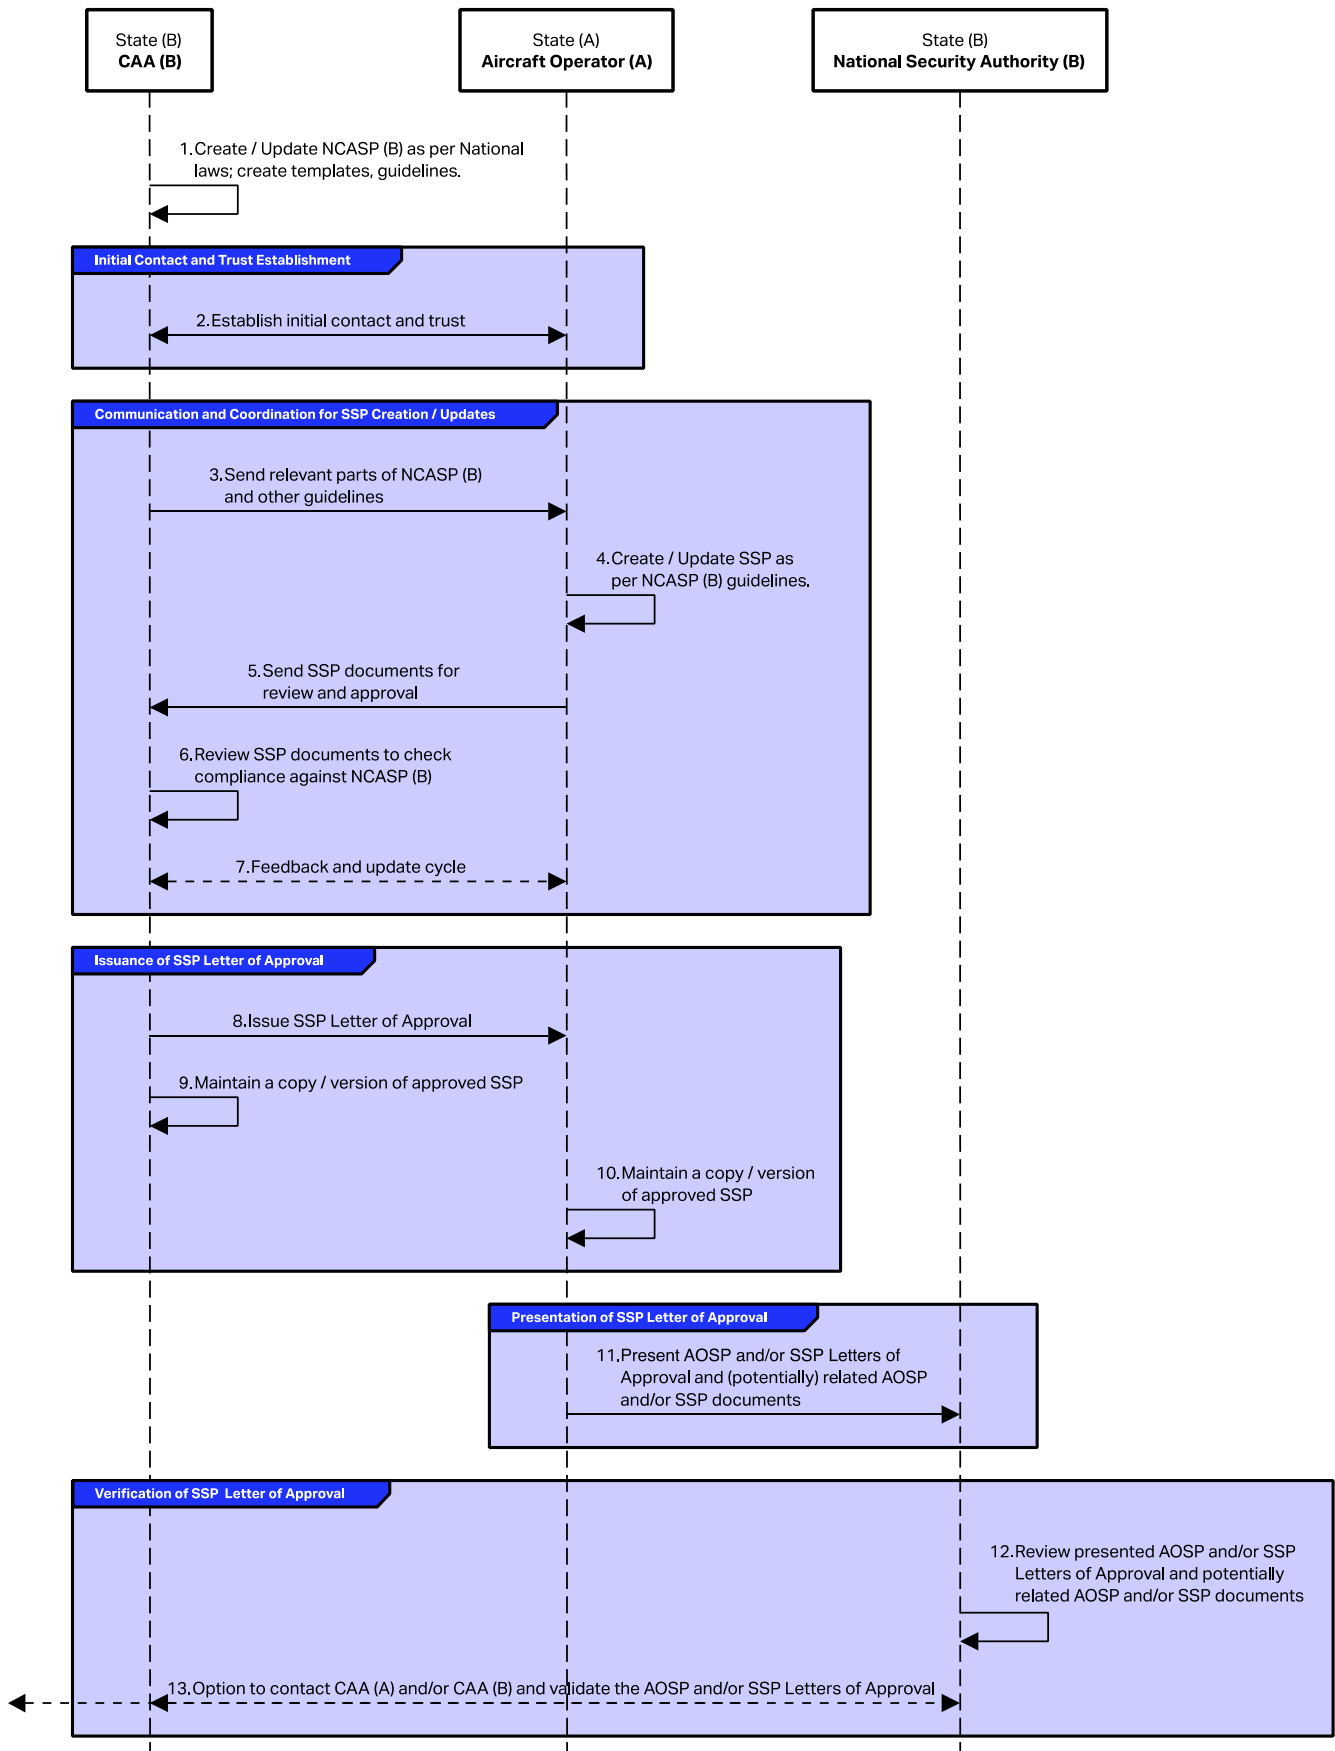 State (B)
CAA (B)
State (A)
Aircraft Operator (A)
State (B)
National Security Authority (B)
1. Create / Update NCASP (B) as per National
laws; create templates, guidelines.
Initial Contact and Trust Establishment
2. Establish initial contact and trust
Communication and Coordination for SSP Creation / Updates
3. Send relevant parts of NCASP (B)
and other guidelines
4. Create / Update SSP as
per NCASP (B) guidelines.
5. Send SSP documents for
review and approval
6. Review SSP documents to check
compliance against NCASP (B)
7. Feedback and update cycle
Issuance of SSP Letter of Approval
8. Issue SSP Letter of Approval
9. Maintain a copy / version of approved SSP
10. Maintain a copy / version
of approved SSP
Presentation of SSP Letter of Approval
11. Present AOSP and/or SSP Letters of
Approval and (potentially) related AOSP
and/or SSP documents
Verification of SSP Letter of Approval
12. Review presented AOSP and/or SSP
Letters of Approval and potentially
related AOSP and/or SSP documents
13. Option to contact CAA (A) and/or CAA (B) and validate the AOSP and/or SSP Letters of Approval